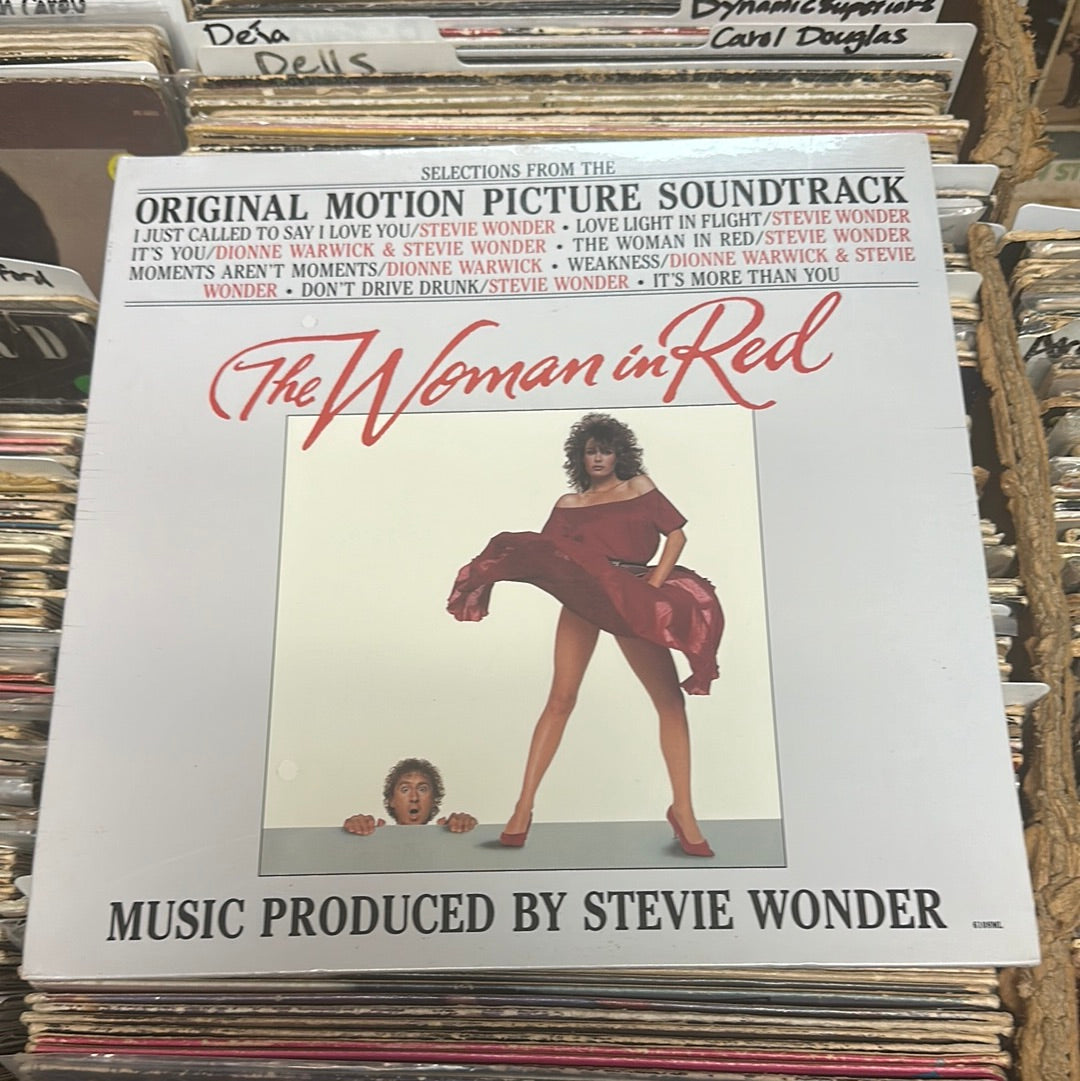 Dynamic Superiors
Deja
Carol Douglas
Dells
SELECTIONS FROM THE
ORIGINAL MOTION PICTURE SOUNDTRACK
I JUST CALLED TO SAY I LOVE YOU/STEVIE WONDER • LOVE LIGHT IN FLIGHT/STEVIE WONDER
IT'S YOU/DIONNE WARWICK & STEVIE WONDER • THE WOMAN IN RED/STEVIE WONDER
MOMENTS AREN'T MOMENTS/DIONNE WARWICK • WEAKNESS/DIONNE WARWICK & STEVIE
WONDER • DON'T DRIVE DRUNK/STEVIE WONDER • IT'S MORE THAN YOU
The Woman in Red
MUSIC PRODUCED BY STEVIE WONDER